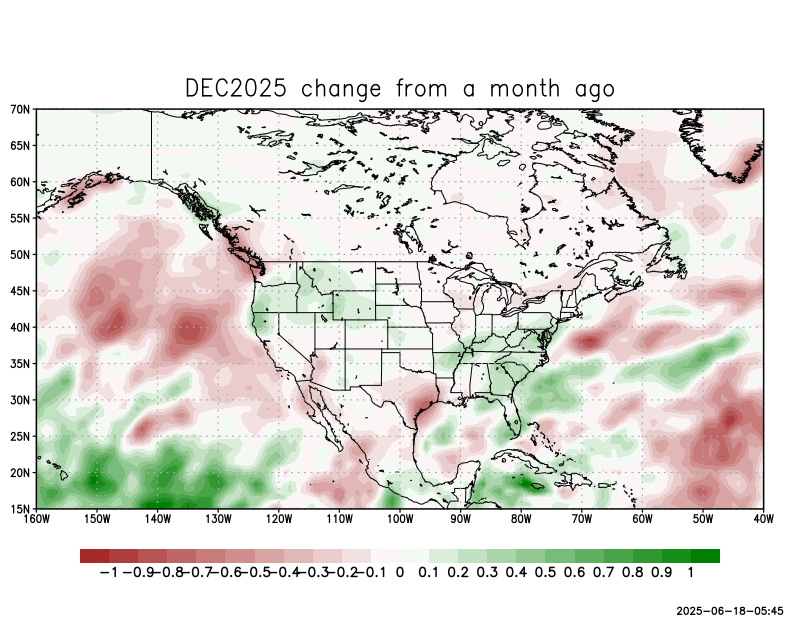 DEC2025 change from a month ago
70N
65N
60N
55N
50N
45N
40N
35N
30N
25N
20N
15N
160W 150W 140W 130W 120W 110W 100W 90W 80W 70W 60W 50W 40W
-1 -0.9 -0.8 -0.7 -0.6 -0.5 -0.4 -0.3 -0.2 -0.1 0 0.1 0.2 0.3 0.4 0.5 0.6 0.7 0.8 0.9 1
2025-06-18-05:45